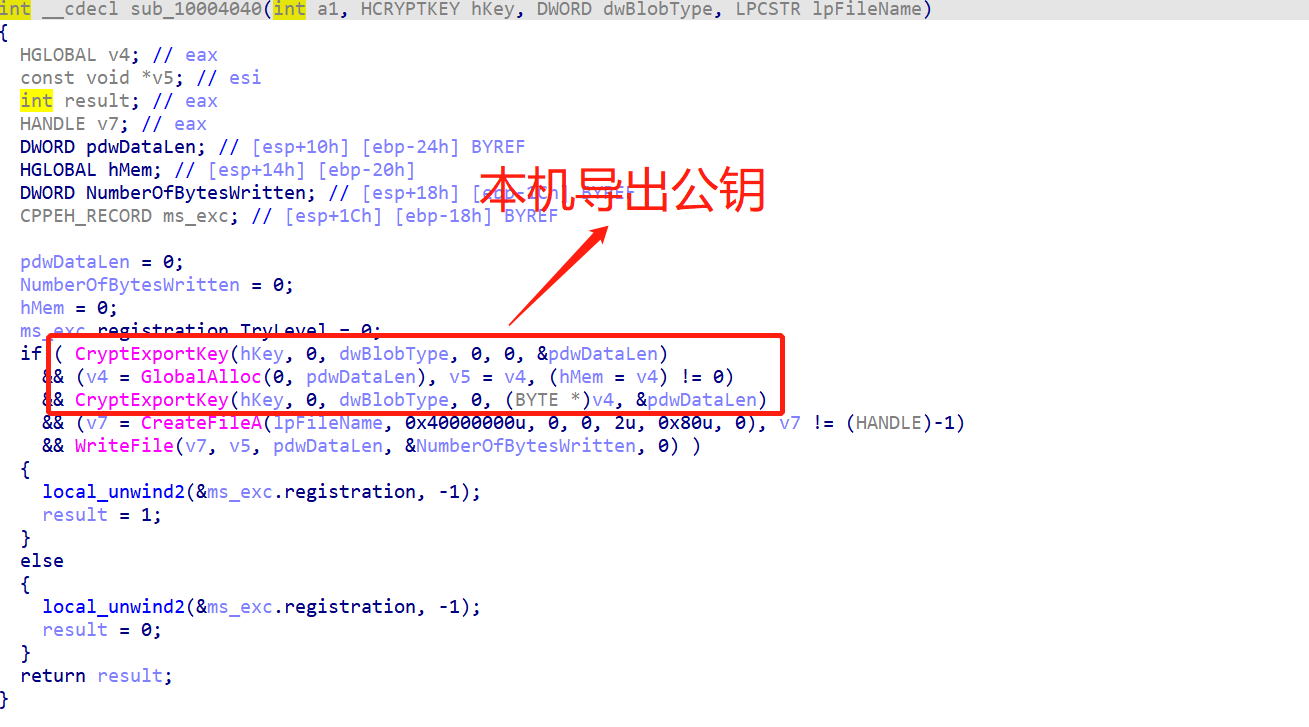 int __cdecl sub_10004040(int a1, HCRYPTKEY hKey, DWORD dwBlobType, LPCSTR lpFileName)
{
HGLOBAL v4; // eax
const void *v5; // esi
int result; // eax
HANDLE v7; // eax
DWORD pdwDataLen; // [esp+10h] [ebp-24h] BYREF
HGLOBAL hMem; // [esp+14h] [ebp-20h]
DWORD NumberOfBytesWritten; // [esp+18h] [ebp-1Ch] BYREF
本机导出公钥
CPPEH_RECORD ms_exc; // [esp+1Ch] [ebp-18h] BYREF
pdwDataLen = 0;
NumberOfBytesWritten = 0;
hMem = 0;
ms_exc.registration.TryLevel = 0;
if ( CryptExportKey(hKey, 0, dwBlobType, 0, 0, &pdwDataLen)
&& (v4 = GlobalAlloc(0, pdwDataLen), v5 = v4, (hMem = v4) != 0)
&& CryptExportKey(hKey, 0, dwBlobType, 0, (BYTE *)v4, &pdwDataLen)
&& (v7 = CreateFileA(lpFileName, 0x40000000u, 0, 0, 2u, 0x80u, 0), v7 != (HANDLE)-1)
&& WriteFile(v7, v5, pdwDataLen, &NumberOfBytesWritten, 0) )
{
local_unwind2(&ms_exc.registration, -1);
result = 1;
}
else
{
local_unwind2(&ms_exc.registration, -1);
result = 0;
}
return result;
}